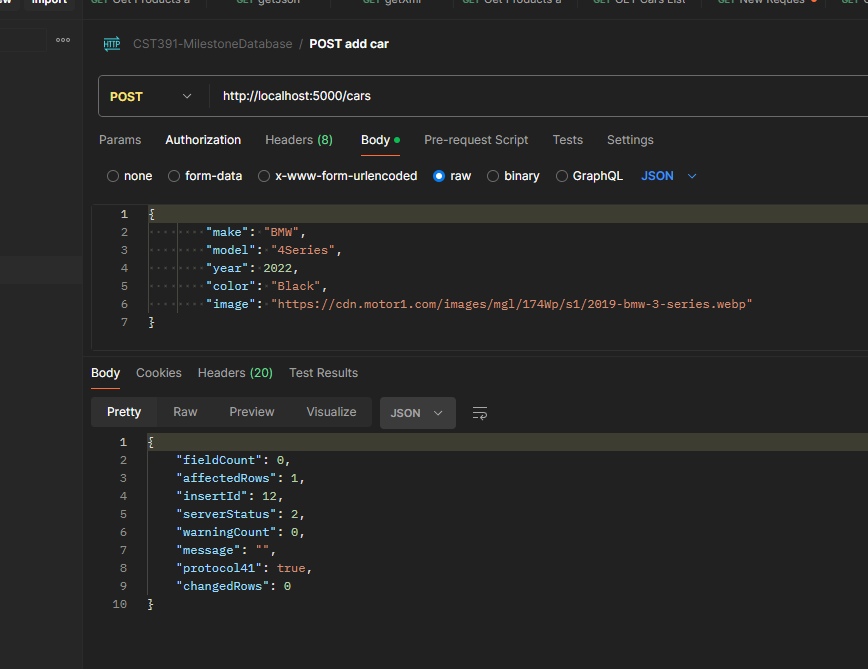 Import
GET Get Products a GET getJson GET getXml GET Get Products a GET GET Cars List GET New Reques GET
HTTP CST391-MilestoneDatabase / POST add car
POST http://localhost:5000/cars
Params Authorization Headers (8) Body Pre-request Script Tests Settings
none form-data x-www-form-urlencoded raw binary GraphQL JSON
1 {
2 "make": "BMW",
3 "model": "4Series",
4 "year": 2022,
5 "color": "Black",
6 "image": "https://cdn.motor1.com/images/mgl/174Wp/s1/2019-bmw-3-series.webp"
7 }
Body Cookies Headers (20) Test Results
Pretty Raw Preview Visualize JSON
1 {
2 "fieldCount": 0,
3 "affectedRows": 1,
4 "insertId": 12,
5 "serverStatus": 2,
6 "warningCount": 0,
7 "message": "",
8 "protocol41": true,
9 "changedRows": 0
10 }